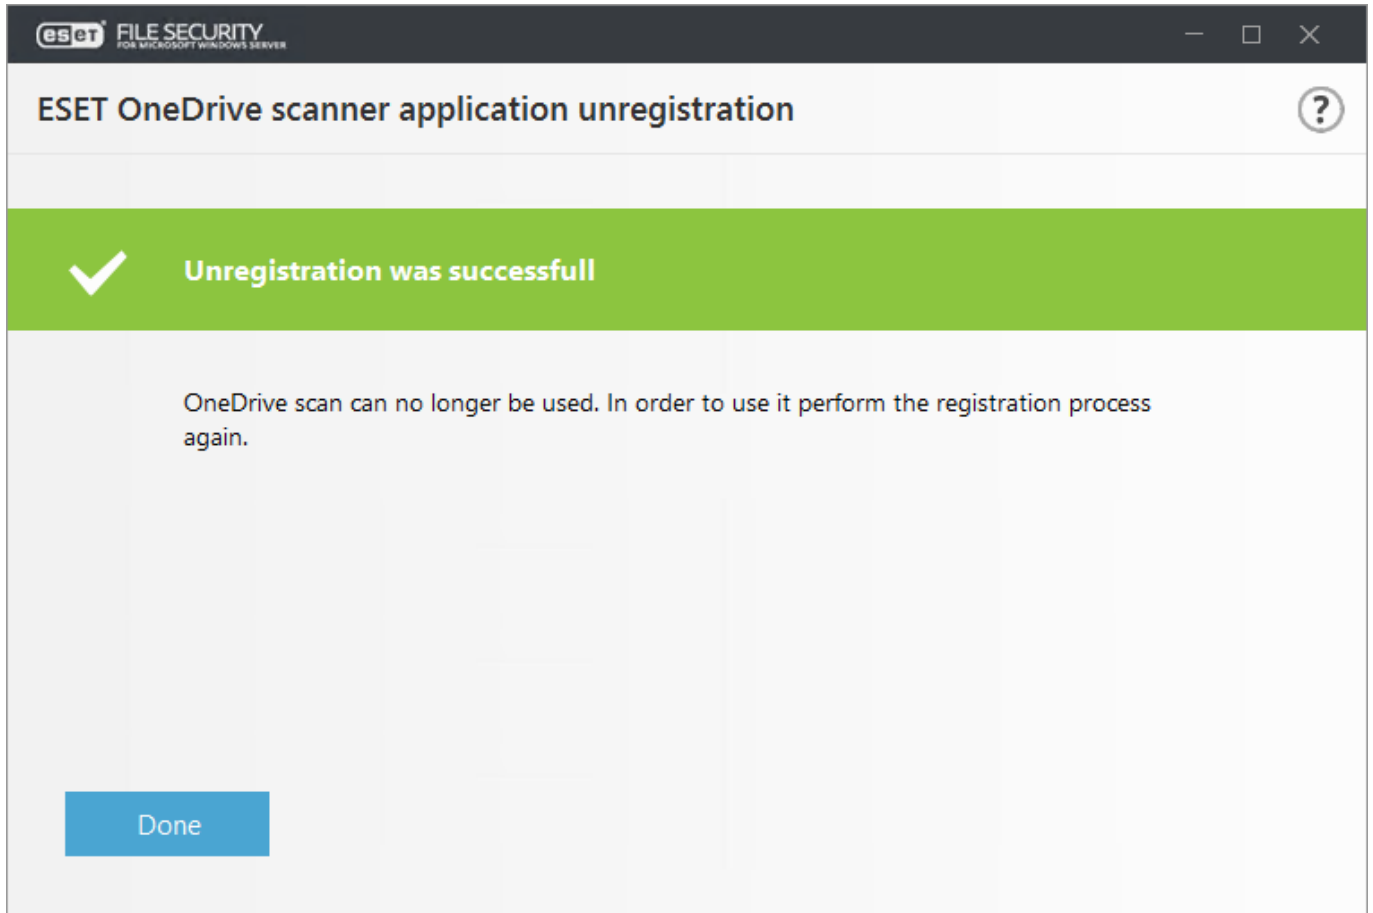 eset FILE SECURITY
FOR MICROSOFT WINDOWS SERVER
ESET OneDrive scanner application unregistration
?
Unregistration was successfull
OneDrive scan can no longer be used. In order to use it perform the registration process
again.
Done